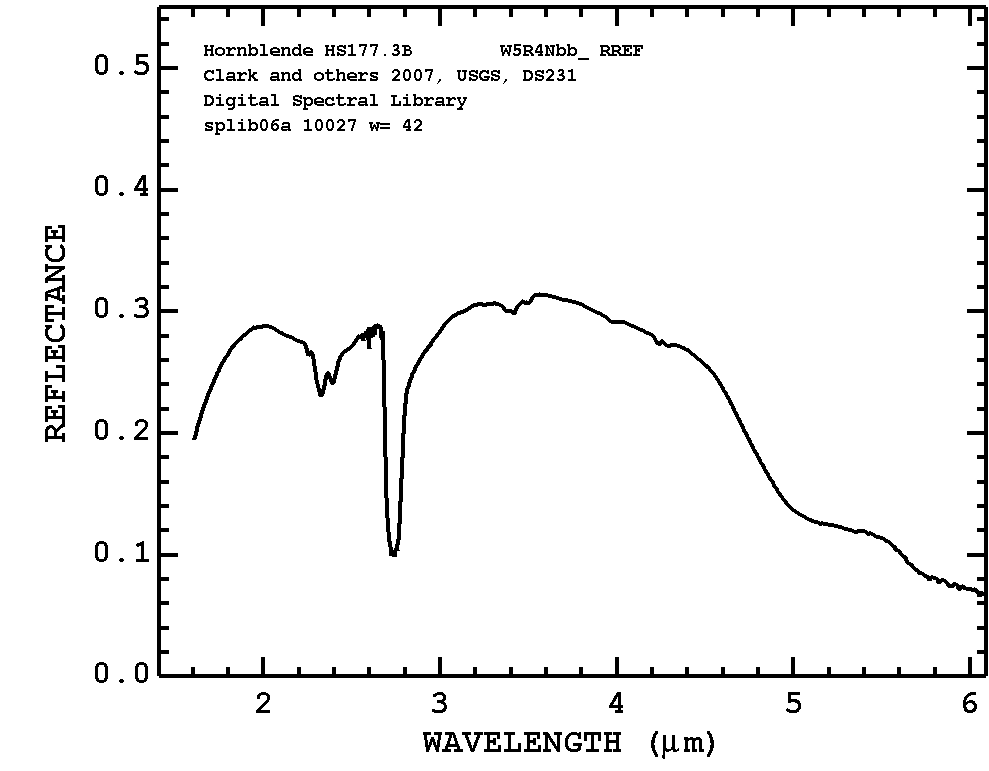 Hornblende HS177.3B W5R4Nbb_ RREF
Clark and others 2007, USGS, DS231
Digital Spectral Library
splib06a 10027 w= 42
0.5
0.4
0.3
0.2
0.1
0.0
REFLECTANCE
2 3 4 5 6
WAVELENGTH (μm)